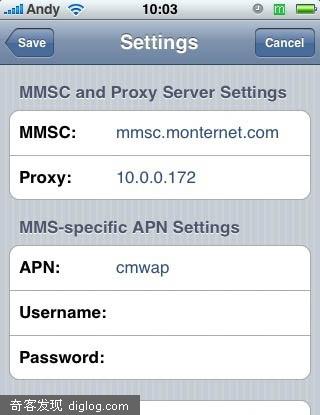 Andy 10:03
Save Settings Cancel
MMSC and Proxy Server Settings
MMSC: mmsc.monternet.com
Proxy: 10.0.0.172
MMS-specific APN Settings
APN: cmwap
Username:
Password:
奇客发现 diglog.com